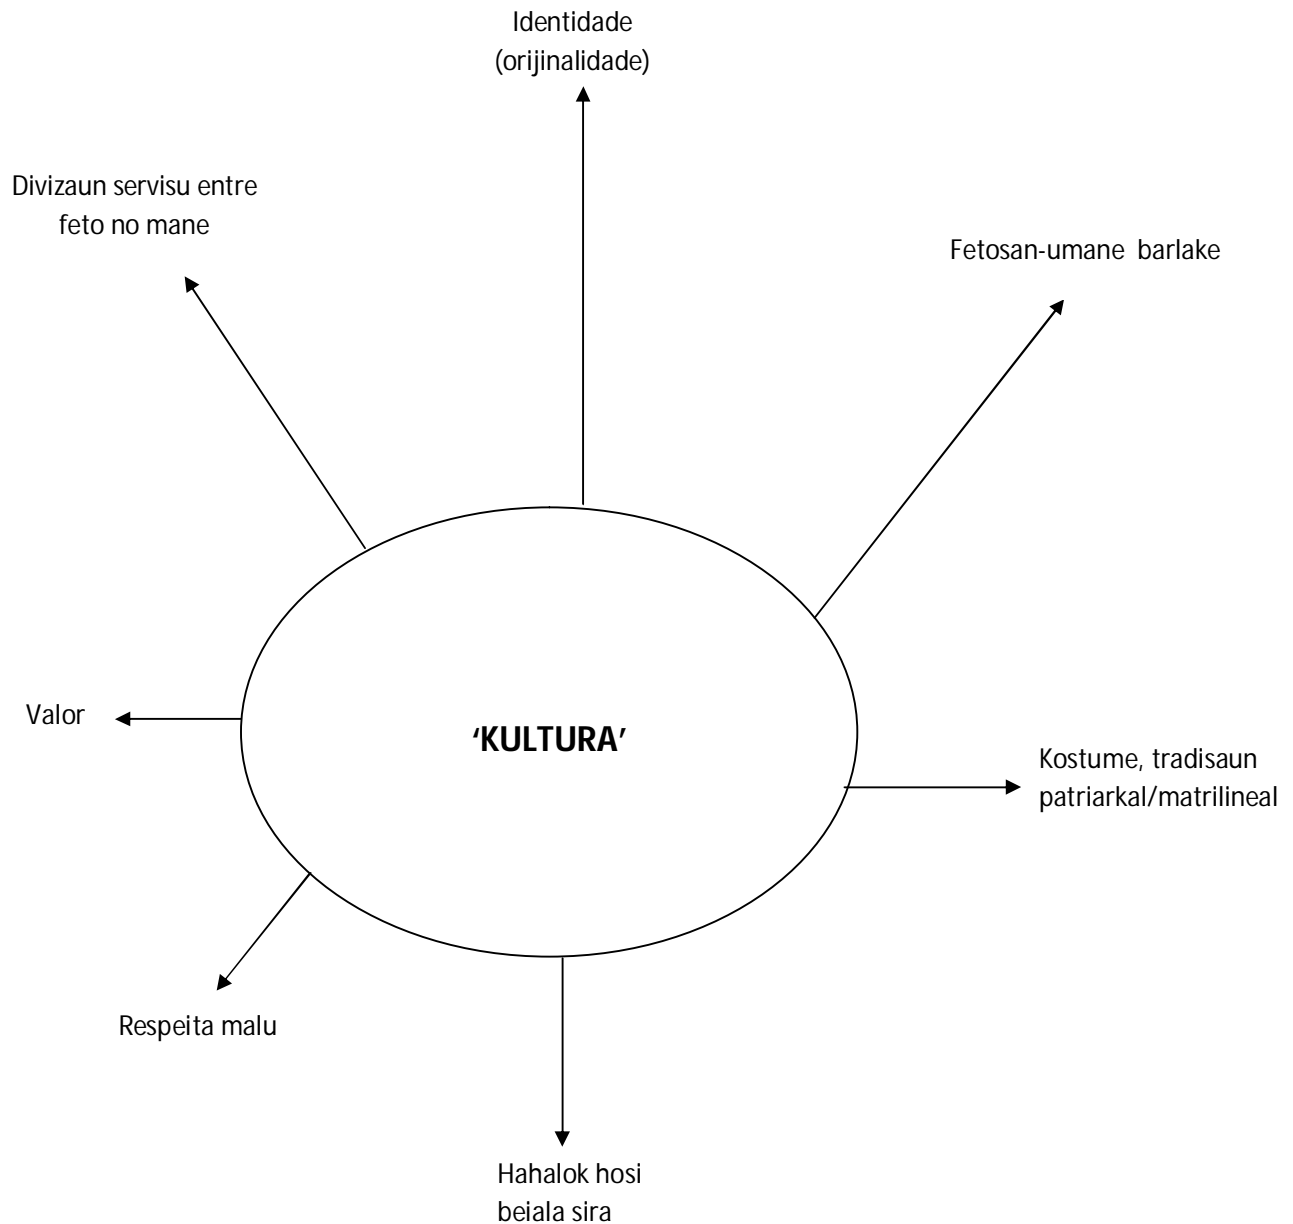 Identidade
(orijinalidade)
Divizaun servisu entre
feto no mane
Fetosan-umane barlake
Valor
‘KULTURA’
Kostume, tradisaun
patriarkal/matrilineal
Respeita malu
Hahalok hosi
beiala sira